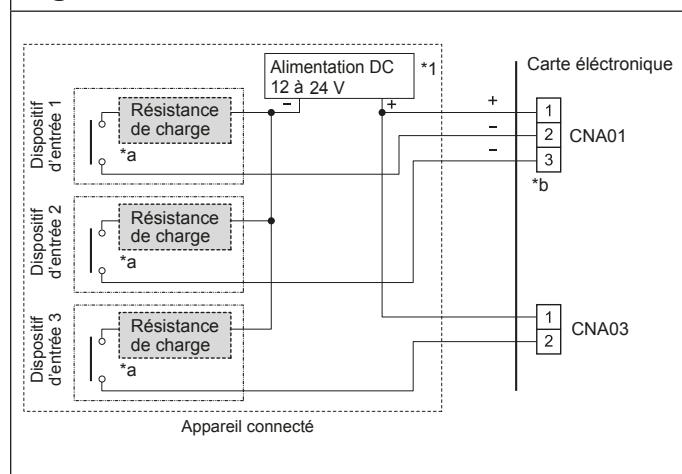 Alimentation DC
12 à 24 V
*1
Carte éléctronique
–
+
+
–
–
1
2
3
CNA01
*b
Dispositif
d'entrée 1
Résistance
de charge
*a
Dispositif
d'entrée 2
Résistance
de charge
*a
Dispositif
d'entrée 3
Résistance
de charge
*a
1
2
CNA03
Appareil connecté